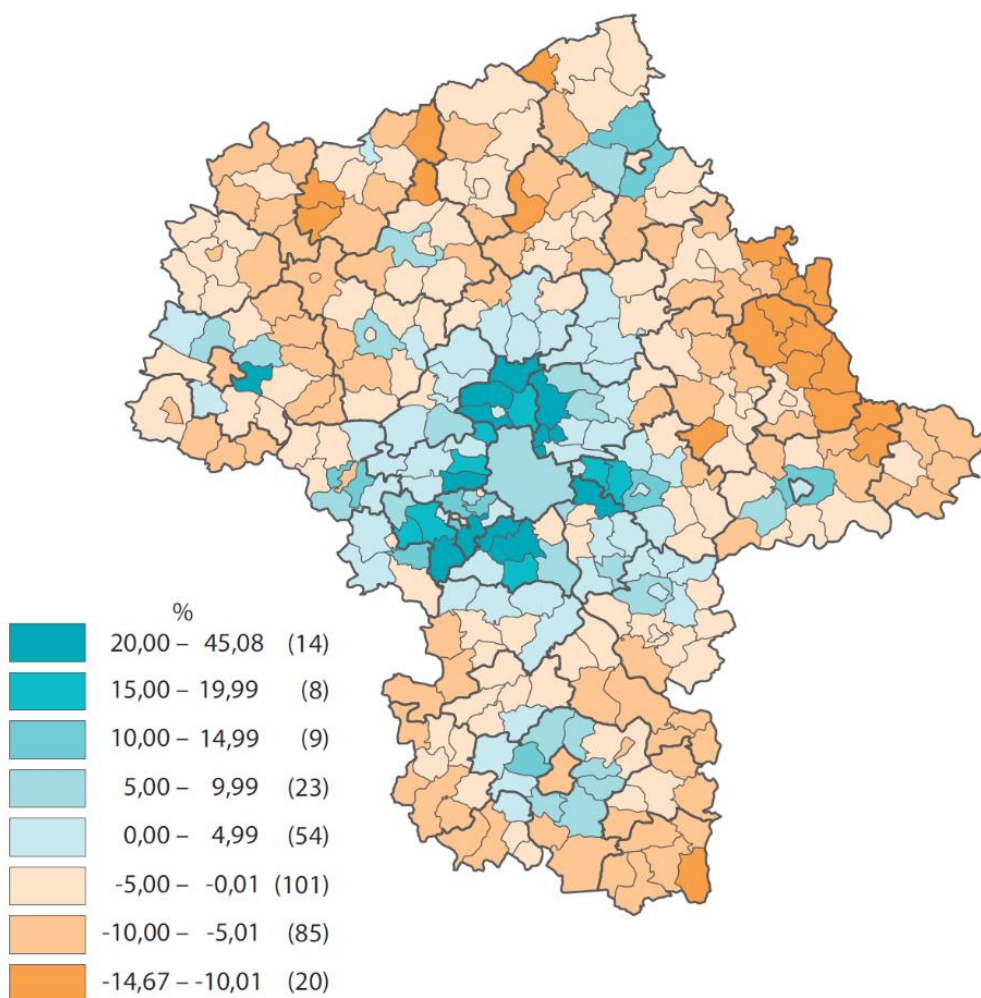 %
20,00 – 45,08 (14)
15,00 – 19,99 (8)
10,00 – 14,99 (9)
5,00 – 9,99 (23)
0,00 – 4,99 (54)
-5,00 – -0,01 (101)
-10,00 – -5,01 (85)
-14,67 – -10,01 (20)